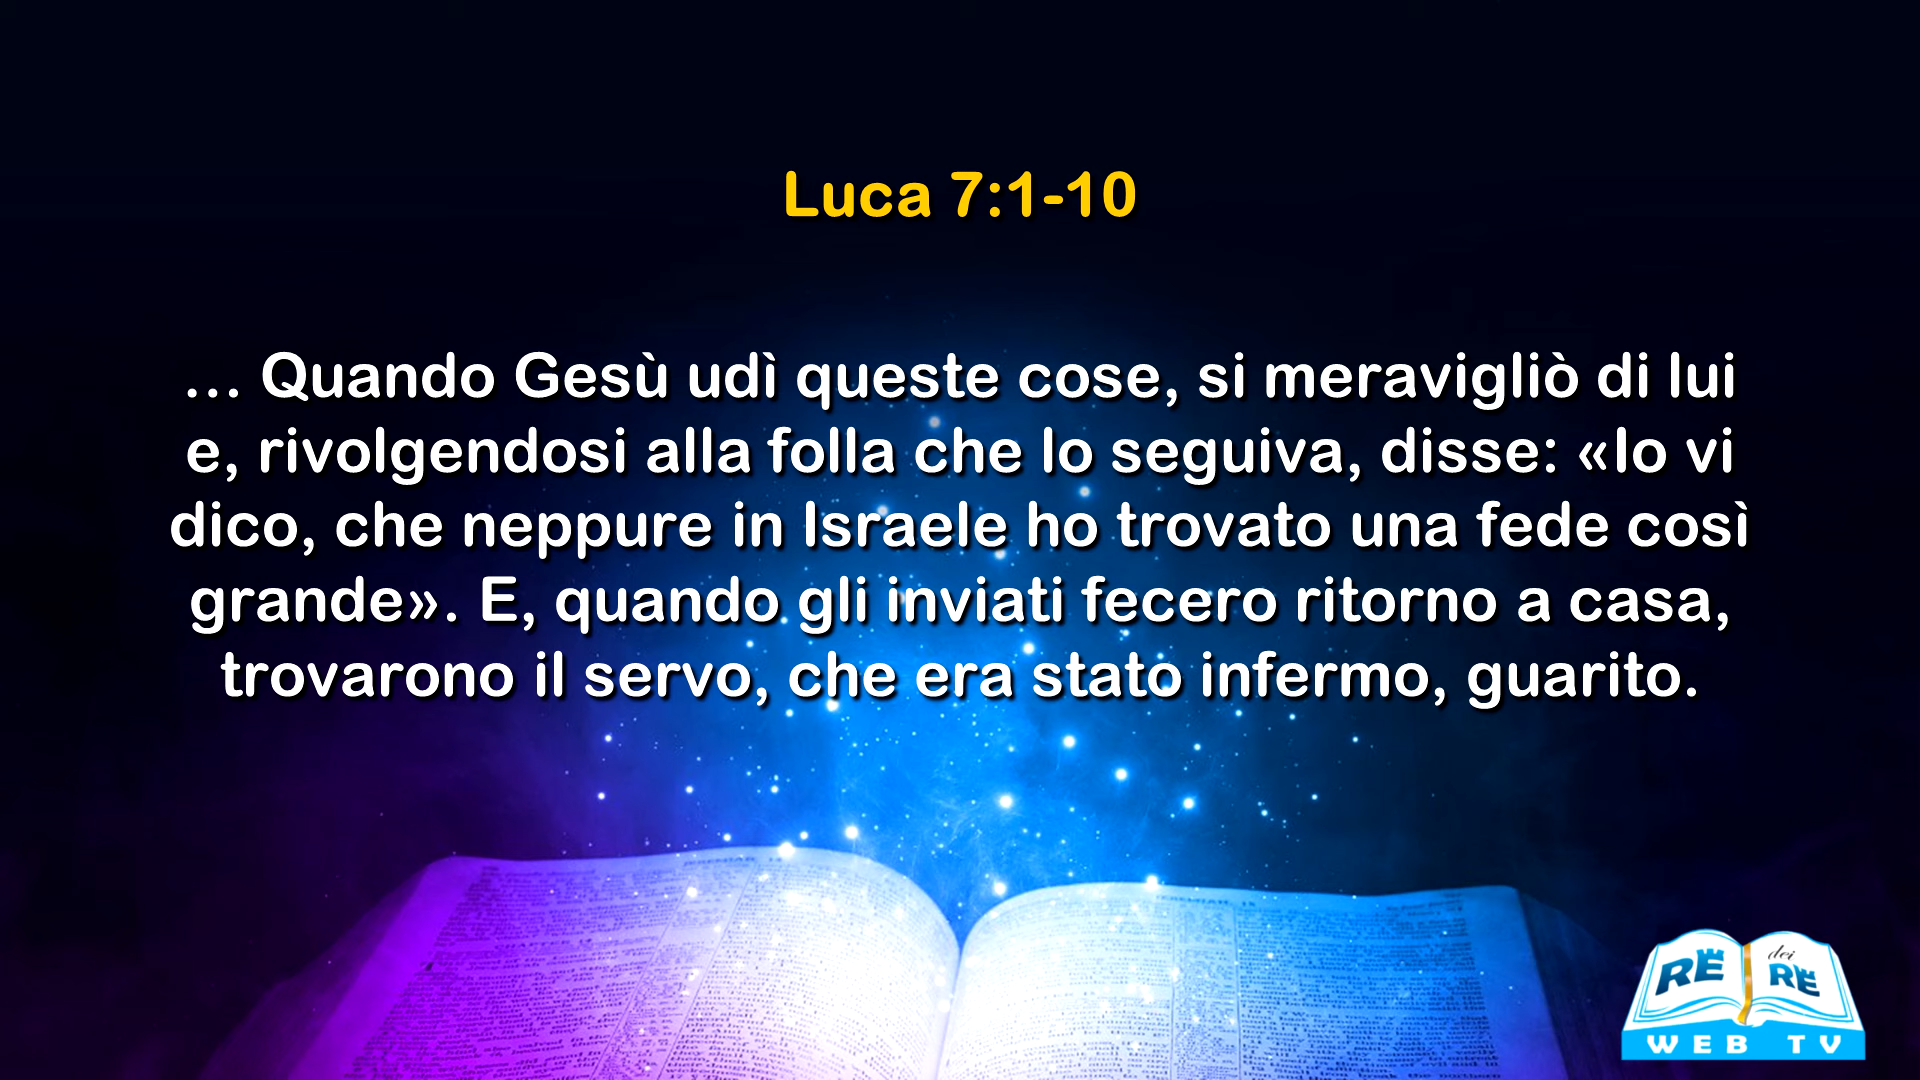 Luca 7:1-10
... Quando Gesù udì queste cose, si meravigliò di lui
e, rivolgendosi alla folla che lo seguiva, disse: «Io vi
dico, che neppure in Israele ho trovato una fede così
grande». E, quando gli inviati fecero ritorno a casa,
trovarono il servo, che era stato infermo, guarito.
JEREMIAH
RE dei RE
WEB TV